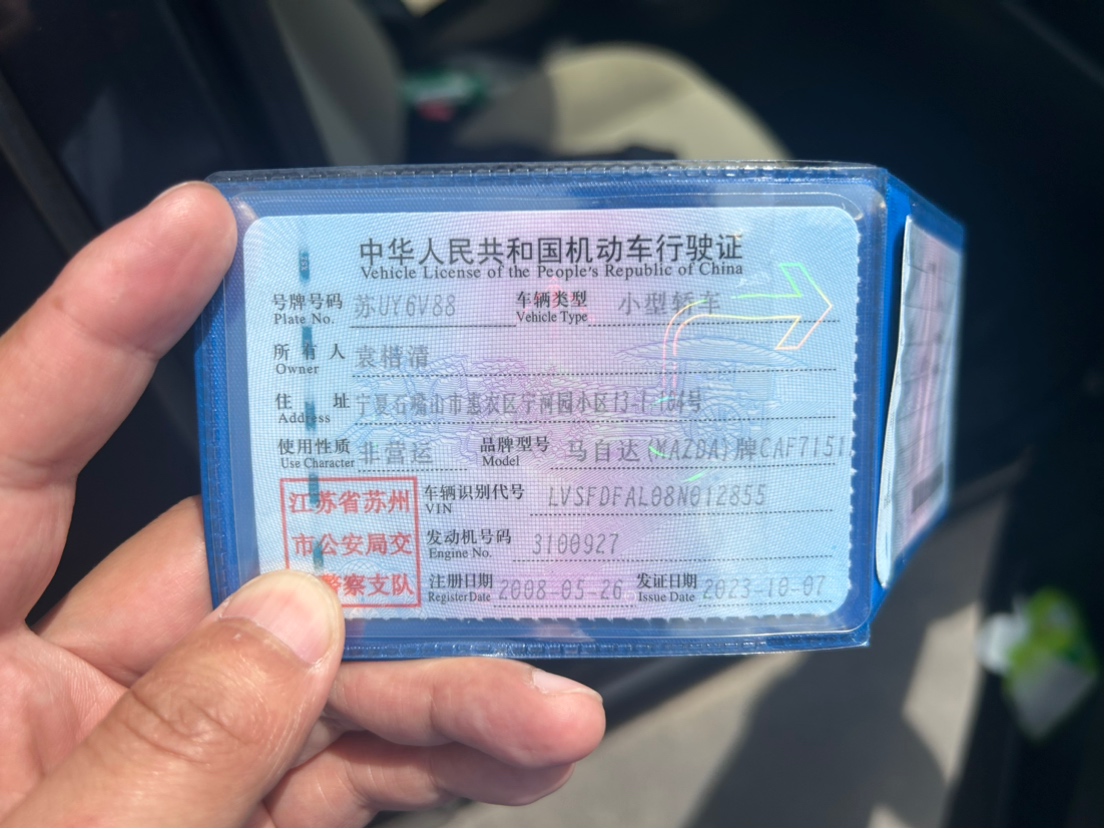 中华人民共和国机动车行驶证
Vehicle License of the People's Republic of China
号牌号码 苏UY6V88 车辆类型 小型轿车
Plate No. Vehicle Type
所有人 袁楷清
Owner
住址 宁夏石嘴山市惠农区宇河园小区13-1-164号
Address
使用性质 非营运 品牌型号 马自达(MAZDA)牌CAF7151
Use Character Model
江苏省苏州 车辆识别代号 LVSFDFAL08N012855
VIN
市公安局交 发动机号码 3100927
Engine No.
警察支队 注册日期 2008-05-26 发证日期 2023-10-07
Register Date Issue Date